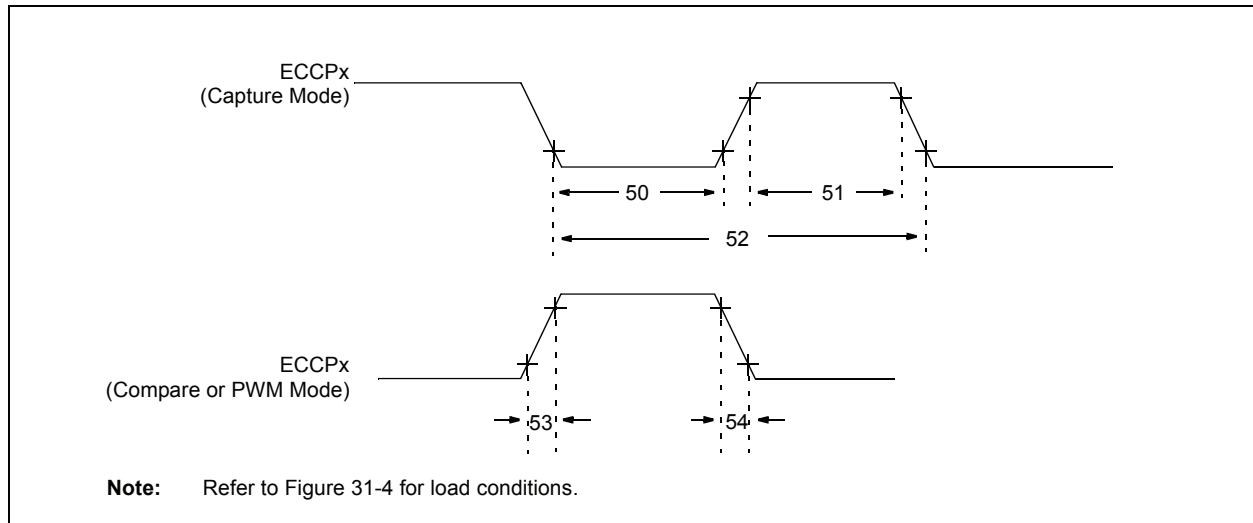 ECCPx
(Capture Mode)
50
51
52
ECCPx
(Compare or PWM Mode)
53
54
Note: Refer to Figure 31-4 for load conditions.